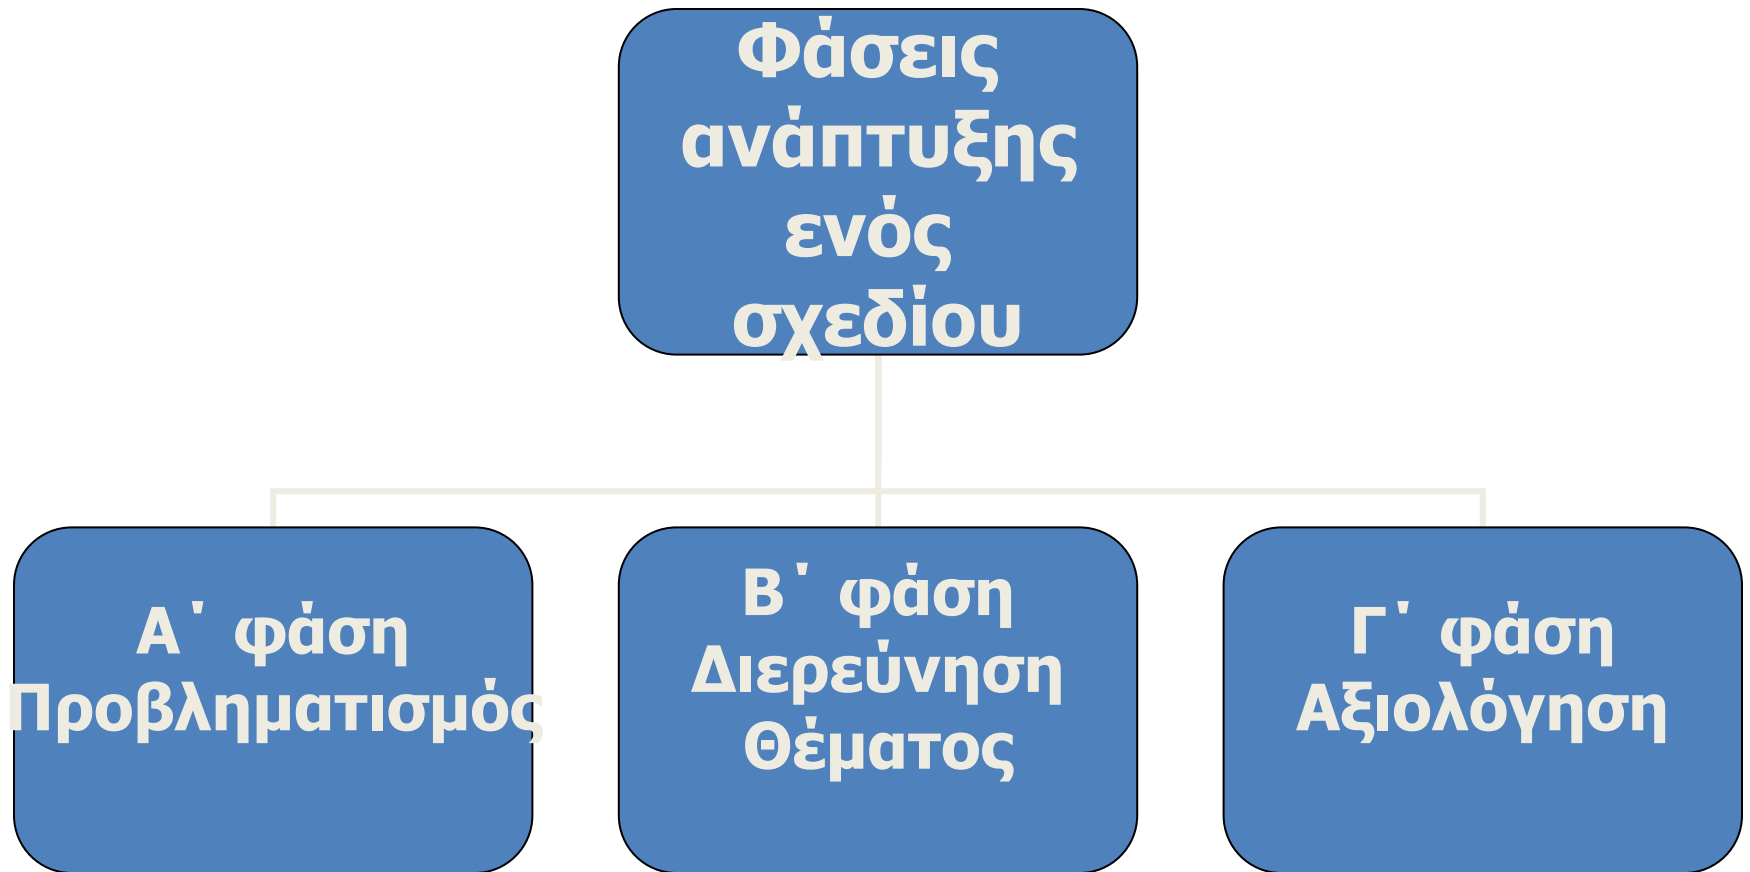 Φάσεις
ανάπτυξης
ενός
σχεδίου
Α΄ φάση
Προβληματισμός
Β΄ φάση
Διερεύνηση
Θέματος
Γ΄ φάση
Αξιολόγηση